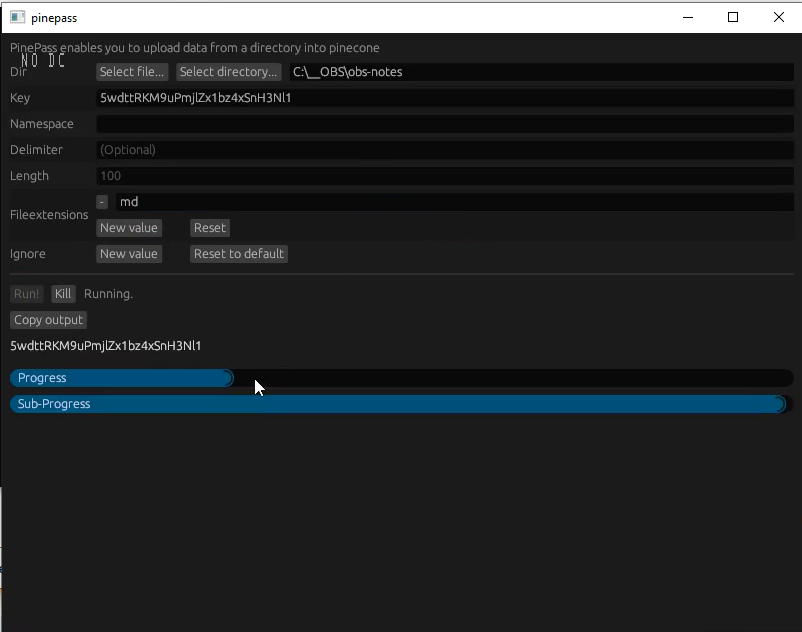 pinepass
PinePass enables you to upload data from a directory into pinecone
NO DC
Dir Select file... Select directory... C:\__OBS\obs-notes
Key 5wdttRKM9uPmjlZx1bz4xSnH3Nl1
Namespace
Delimiter (Optional)
Length 100
Fileextensions - md
New value Reset
Ignore New value Reset to default
Run! Kill Running.
Copy output
5wdttRKM9uPmjlZx1bz4xSnH3Nl1
Progress
Sub-Progress